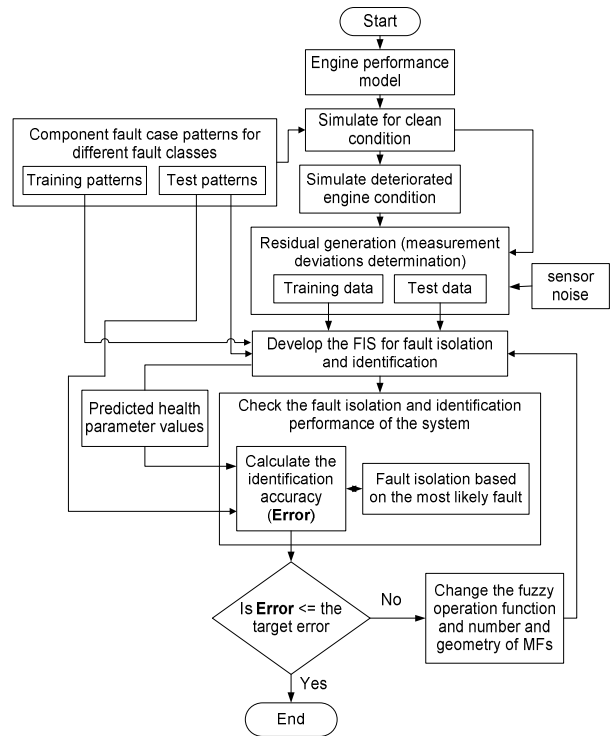 Start
Engine performance
model
Component fault case patterns for
different fault classes
Training patterns
Test patterns
Simulate for clean
condition
Simulate deteriorated
engine condition
Residual generation (measurement
deviations determination)
Training data
Test data
sensor
noise
Develop the FIS for fault isolation
and identification
Predicted health
parameter values
Check the fault isolation and identification
performance of the system
Calculate the
identification
accuracy
(Error)
Fault isolation based
on the most likely fault
Is Error <= the
target error
No
Change the fuzzy
operation function
and number and
geometry of MFs
Yes
End